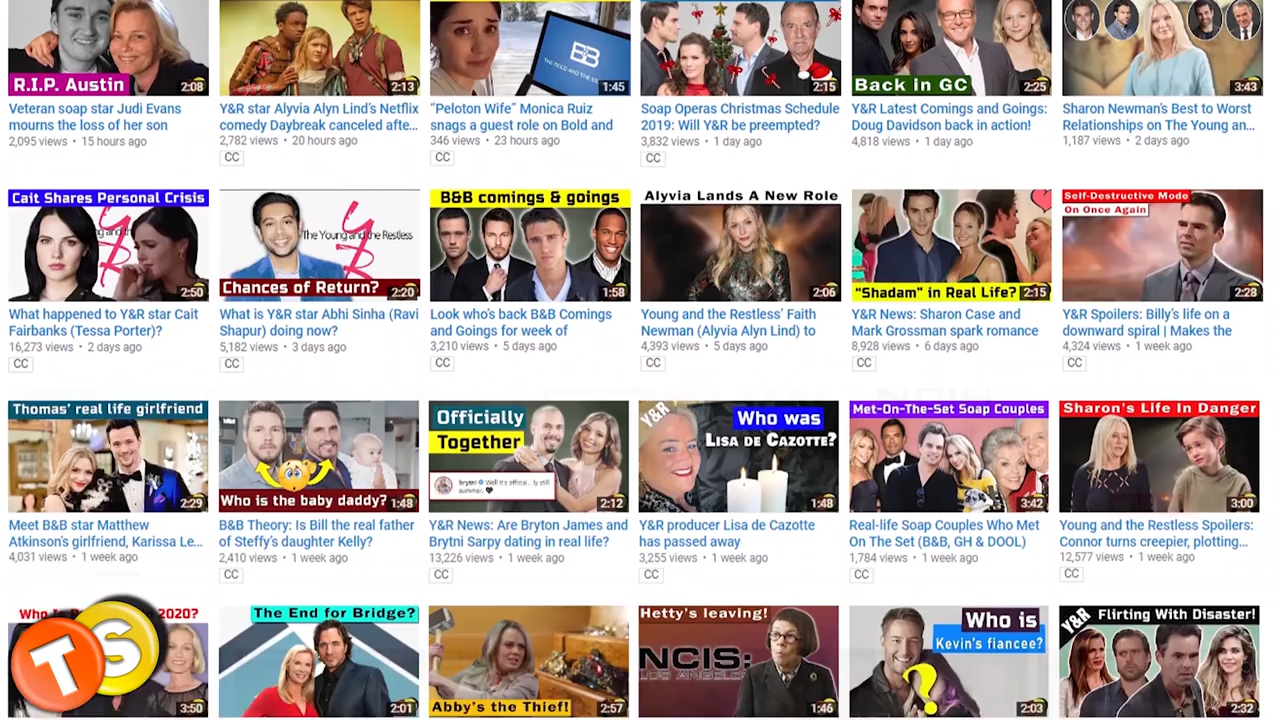 R.I.P. Austin
2:08
2:13
B&B
1:45
2:15
Back in GC
2:25
3:43
Veteran soap star Judi Evans
mourns the loss of her son
2,095 views • 15 hours ago
Y&R star Alyvia Alyn Lind's Netflix
comedy Daybreak canceled afte...
2,782 views • 20 hours ago
CC
"Peloton Wife" Monica Ruiz
snags a guest role on Bold and
346 views • 23 hours ago
CC
Soap Operas Christmas Schedule
2019: Will Y&R be preempted?
3,832 views • 1 day ago
CC
Y&R Latest Comings and Goings:
Doug Davidson back in action!
4,818 views • 1 day ago
CC
Sharon Newman's Best to Worst
Relationships on The Young an...
1,187 views • 2 days ago
Cait Shares Personal Crisis
2:50
The Young and the Restless
Chances of Return?
2:20
B&B comings & goings
1:58
Alyvia Lands A New Role
2:06
"Shadam" in Real Life?
2:15
Self-Destructive Mode
On Once Again
2:28
What happened to Y&R star Cait
Fairbanks (Tessa Porter)?
16,273 views • 2 days ago
CC
What is Y&R star Abhi Sinha (Ravi
Shapur) doing now?
5,182 views • 3 days ago
CC
Look who's back B&B Comings
and Goings for week of
3,210 views • 5 days ago
CC
Young and the Restless' Faith
Newman (Alyvia Alyn Lind) to
4,393 views • 5 days ago
CC
Y&R News: Sharon Case and
Mark Grossman spark romance
8,928 views • 6 days ago
CC
Y&R Spoilers: Billy's life on a
downward spiral | Makes the
4,324 views • 1 week ago
CC
Thomas' real life girlfriend
2:29
Who is the baby daddy?
1:48
Officially
Together
2:12
Y&R
Who was
Lisa de Cazotte?
1:48
Met-On-The-Set Soap Couples
3:42
Sharon's Life In Danger
3:00
Meet B&B star Matthew
Atkinson's girlfriend, Karissa Le...
4,031 views • 1 week ago
B&B Theory: Is Bill the real father
of Steffy's daughter Kelly?
2,410 views • 1 week ago
CC
Y&R News: Are Bryton James and
Brytni Sarpy dating in real life?
13,226 views • 1 week ago
CC
Y&R producer Lisa de Cazotte
has passed away
3,255 views • 1 week ago
CC
Real-life Soap Couples Who Met
On The Set (B&B, GH & DOOL)
1,784 views • 1 week ago
CC
Young and the Restless Spoilers:
Connor turns creepier, plotting...
12,577 views • 1 week ago
CC
Who 2020?
TS
3:50
The End for Bridge?
2:01
Abby's the Thief!
2:57
Hetty's leaving!
NCIS:
LOS ANGELES
1:46
Who is
Kevin's fiancee?
?
2:03
Y&R
Flirting With Disaster!
2:32